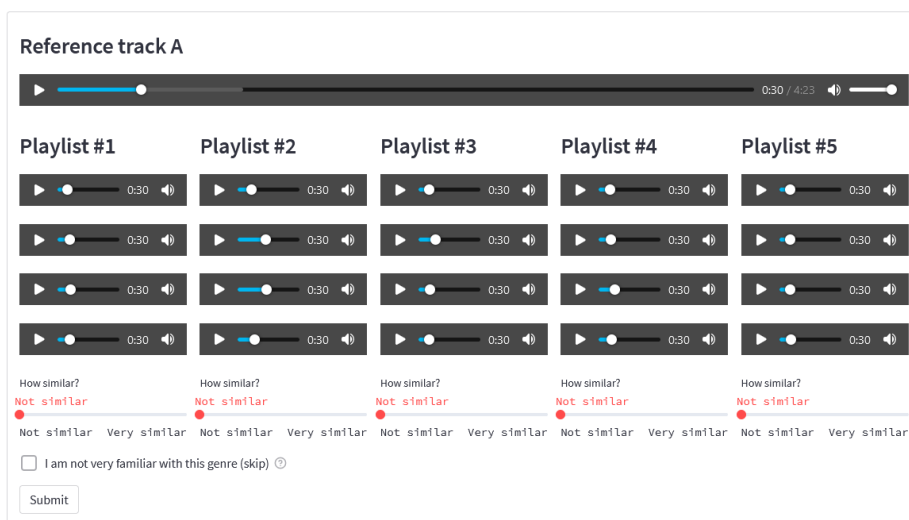 Reference track A
0:30 / 4:23
Playlist #1 Playlist #2 Playlist #3 Playlist #4 Playlist #5
0:30 0:30 0:30 0:30 0:30
0:30 0:30 0:30 0:30 0:30
0:30 0:30 0:30 0:30 0:30
0:30 0:30 0:30 0:30 0:30
How similar? How similar? How similar? How similar? How similar?
Not similar Not similar Not similar Not similar Not similar
Not similar Very similar Not similar Very similar Not similar Very similar Not similar Very similar Not similar Very similar
I am not very familiar with this genre (skip) ?
Submit